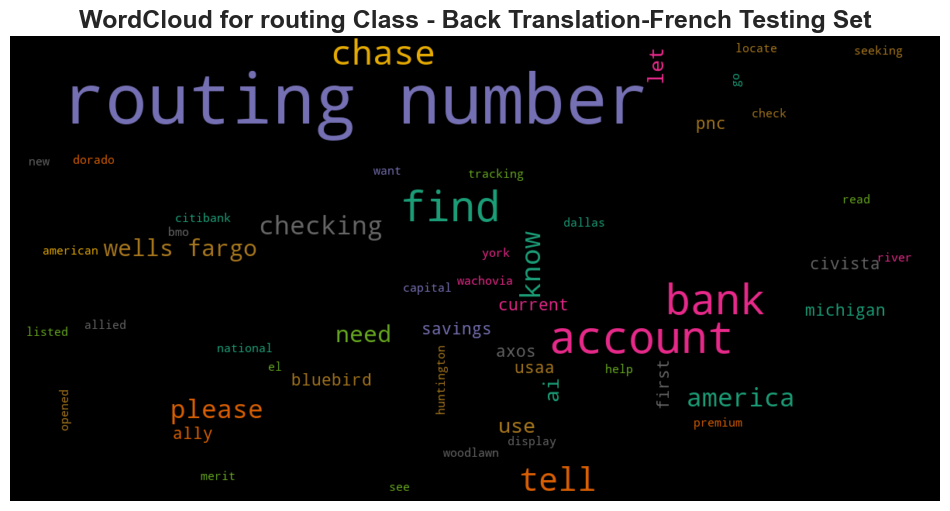 WordCloud for routing Class - Back Translation-French Testing Set
chase
let
locate
seeking
go
routing number
check
pnc
new
dorado
want
tracking
find
read
citibank
dallas
bmo
checking
know
american
wells fargo
york
civista
river
capital
wachovia
bank
current
michigan
listed
allied
need
savings
account
national
axos
el
bluebird
huntington
usaa
help
first
ai
america
opened
please
ally
use
premium
display
woodlawn
merit
see
tell